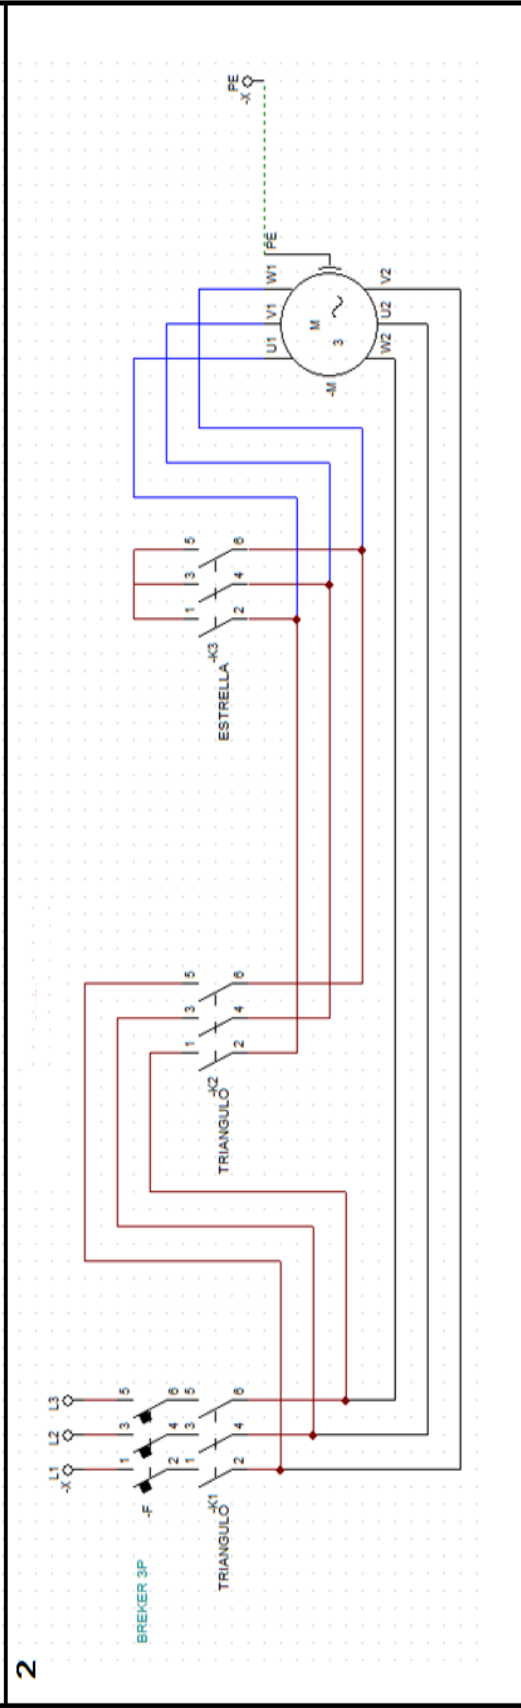 2
L1 L2 L3
-X
1 3 5
BREKER 3P
-F
2 4 6
1 3 5
-K1
TRIANGULO
2 4 6
1 3 5
-K2
TRIANGULO
2 4 6
1 3 5
-K3
ESTRELLA
2 4 6
PE
-X
U1 V1 W1 PE
M
-M
3
W2 U2 V2